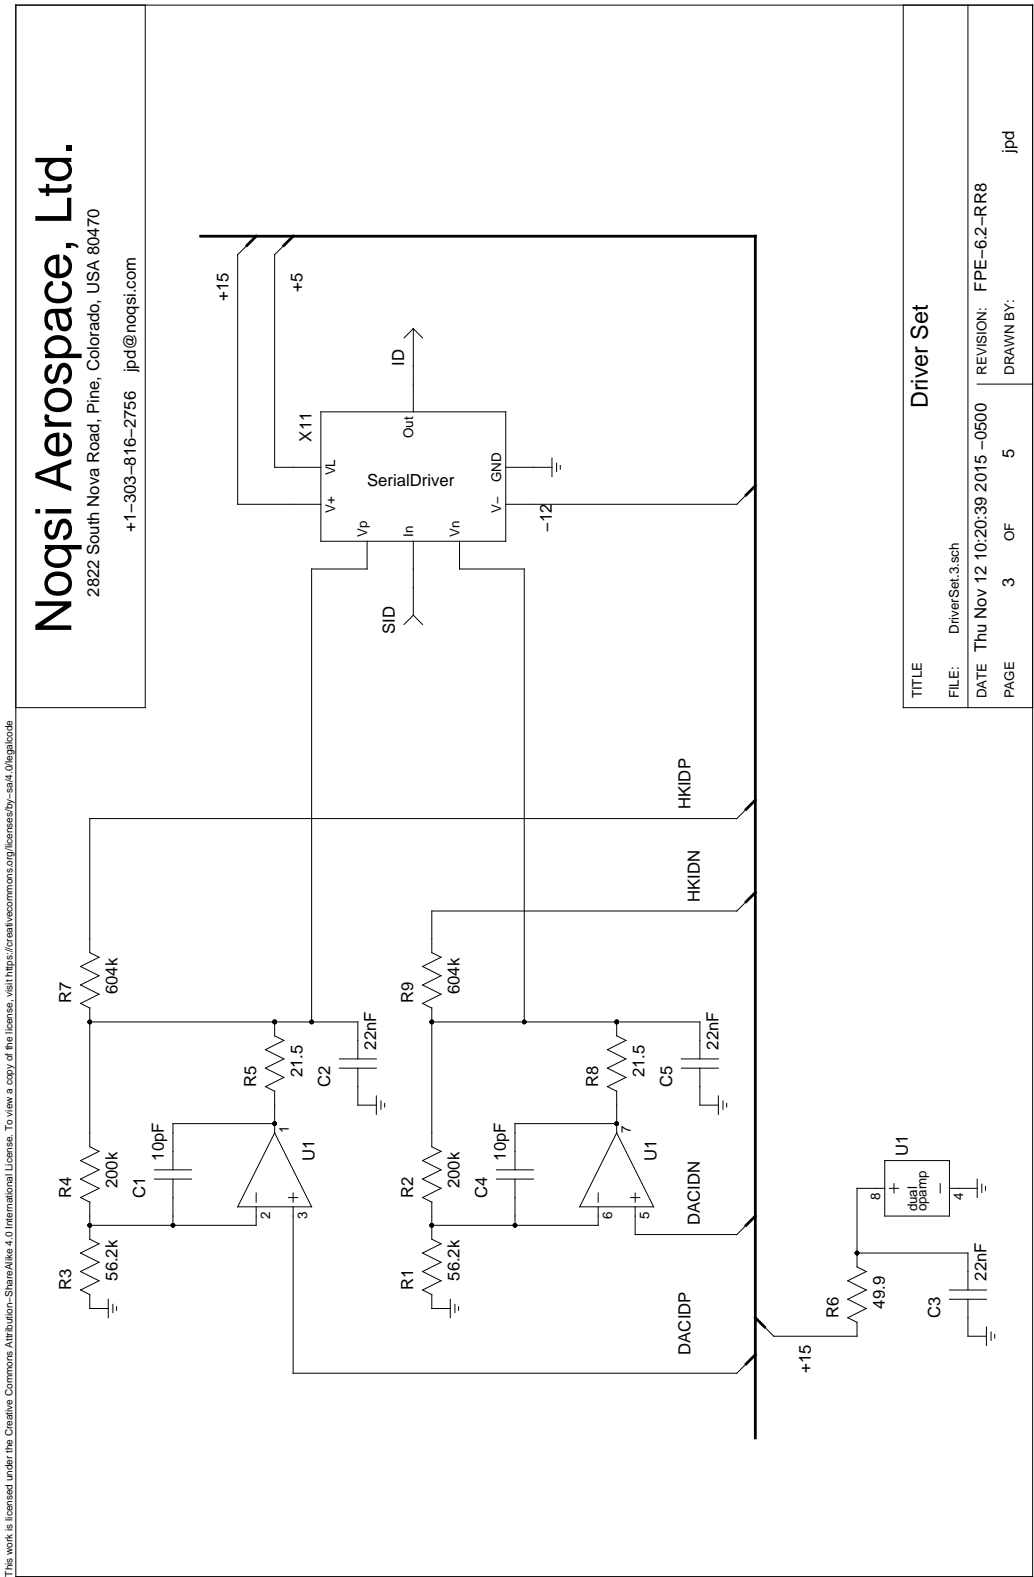 This work is licensed under the Creative Commons Attribution−ShareAlike 4.0 International License. To view a copy of the license, visit https://creativecommons.org/licenses/by−sa/4.0/legalcode
Noqsi Aerospace, Ltd.
2822 South Nova Road, Pine, Colorado, USA 80470
+1−303−816−2756 jpd@noqsi.com
R3
56.2k
R4
200k
R7
604k
C1
10pF
2
3
−
+
1
U1
R5
21.5
C2
22nF
R1
56.2k
R2
200k
R9
604k
C4
10pF
6
5
−
+
7
U1
R8
21.5
C5
22nF
DACIDP
DACIDN
HKIDN
HKIDP
+15
+5
X11
V+
VL
Vp
In
Vn
SerialDriver
Out
V−
GND
SID
ID
−12
+15
R6
49.9
C3
22nF
U1
8
+
dual
opamp
−
4
TITLE
Driver Set
FILE: DriverSet.3.sch
DATE Thu Nov 12 10:20:39 2015 −0500
REVISION: FPE−6.2−RR8
PAGE 3 OF 5
DRAWN BY: jpd